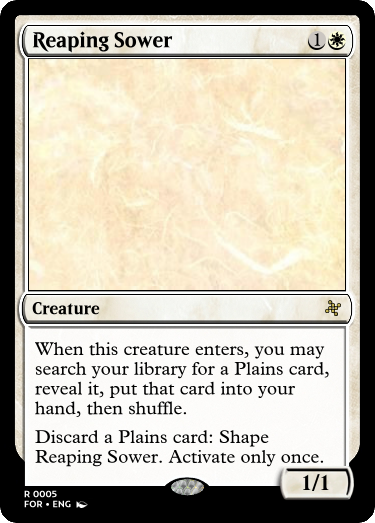 Reaping Sower 1
Creature
When this creature enters, you may
search your library for a Plains card,
reveal it, put that card into your
hand, then shuffle.
Discard a Plains card: Shape
Reaping Sower. Activate only once.
1/1
R 0005
FOR • ENG